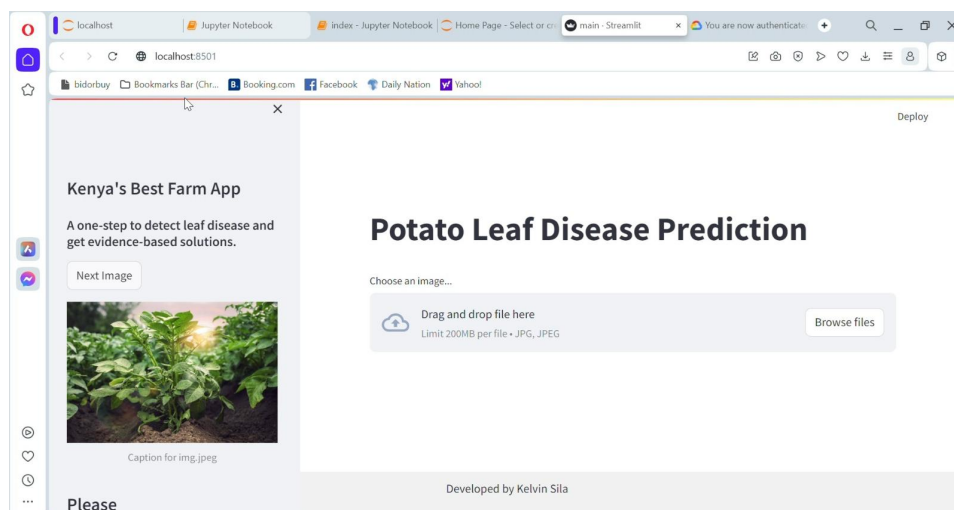 localhost
Jupyter Notebook
index - Jupyter Notebook
Home Page - Select or cre
main · Streamlit
You are now authenticate
localhost:8501
bidorbuy
Bookmarks Bar (Chr...
B.
Booking.com
Facebook
Daily Nation
Yahoo!
Deploy
Kenya's Best Farm App
A one-step to detect leaf disease and
get evidence-based solutions.
Next Image
Caption for img.jpeg
Please
Potato Leaf Disease Prediction
Choose an image...
Drag and drop file here
Limit 200MB per file • JPG, JPEG
Browse files
Developed by Kelvin Sila